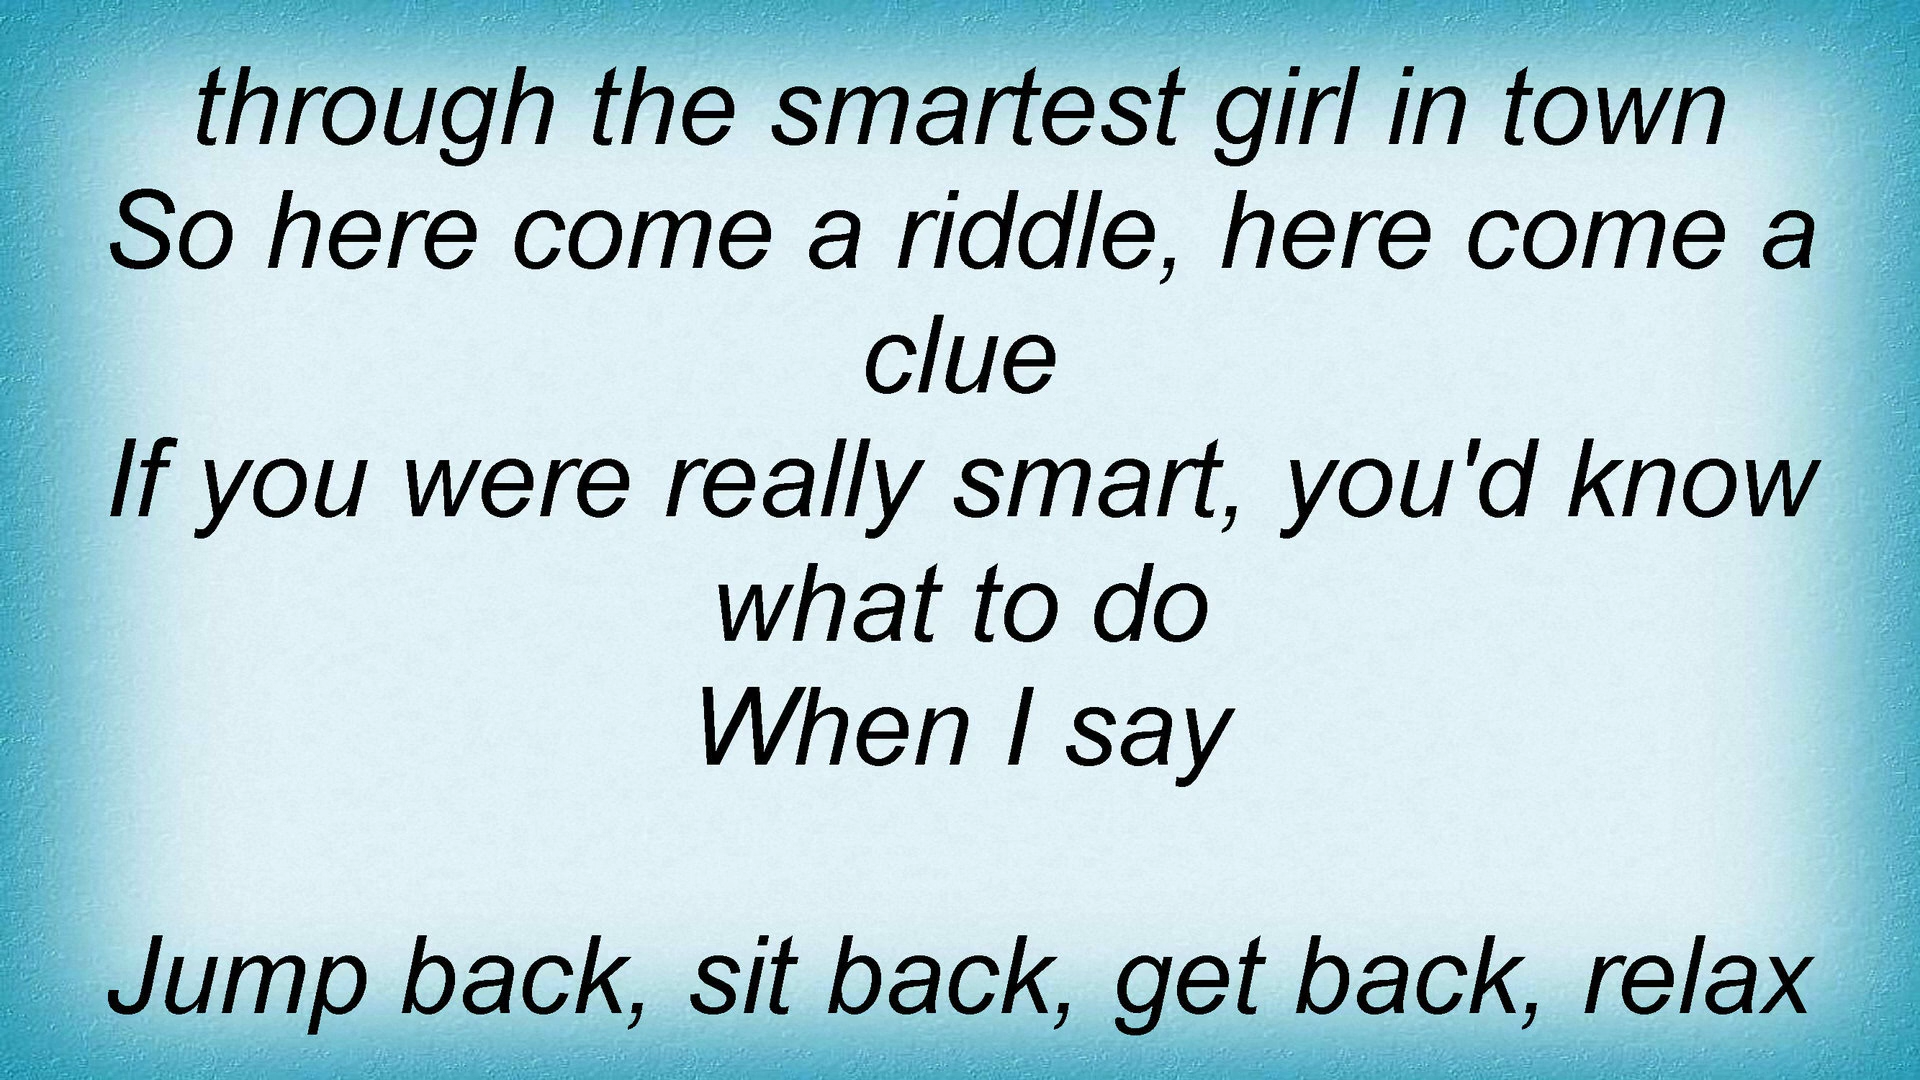 through the smartest girl in town
So here come a riddle, here come a
clue
If you were really smart, you'd know
what to do
When I say
Jump back, sit back, get back, relax